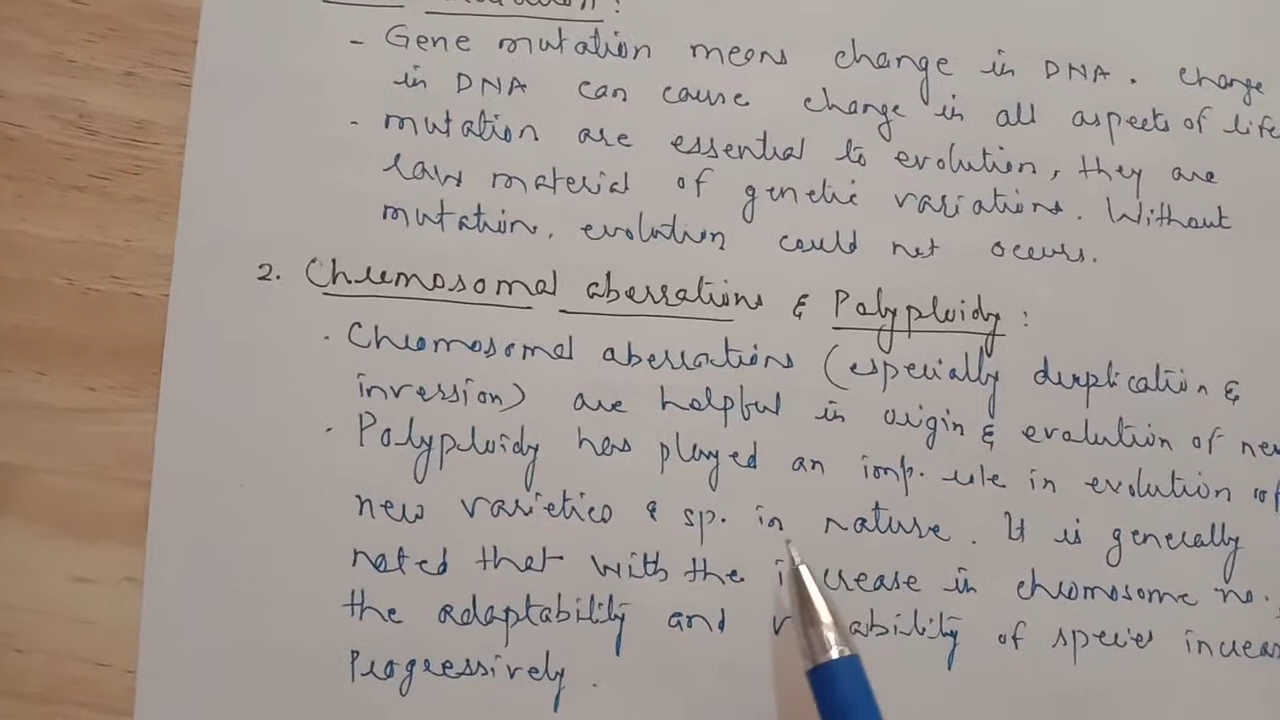 - Gene mutation means change in DNA. change
in DNA can cause change in all aspects of life
- mutation are essential to evolution, they are
raw material of genetic variations. Without
mutation, evolution could not occurs.
2. Chromosomal aberrations & Polyploidy:
. Chromosomal aberrations (especially duplication &
inversion) are helpful in origin & evolution of new
. Polyploidy has played an imp. role in evolution of
new varieties & sp. in nature. It is generally
noted that with the increase in chromosome no.,
the adaptability and ability of species increas
Progressively.